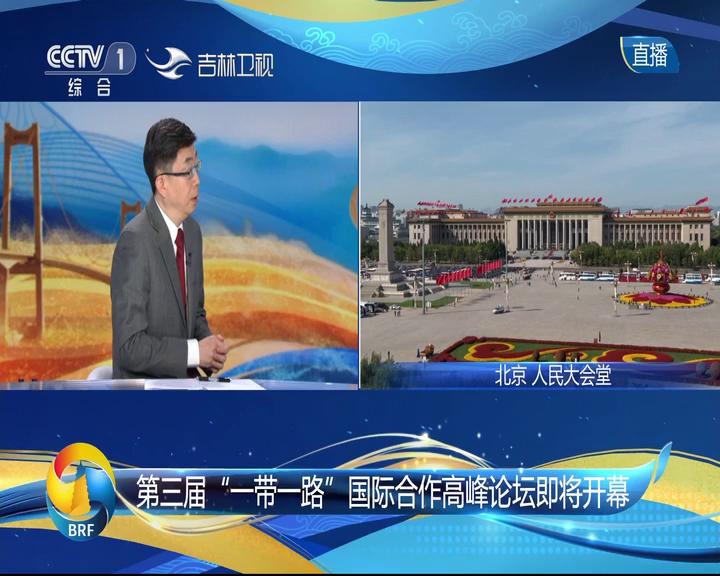 CCTV 1
综合
吉林卫视
直播
北京 人民大会堂
第三届“一带一路”国际合作高峰论坛即将开幕
BRF